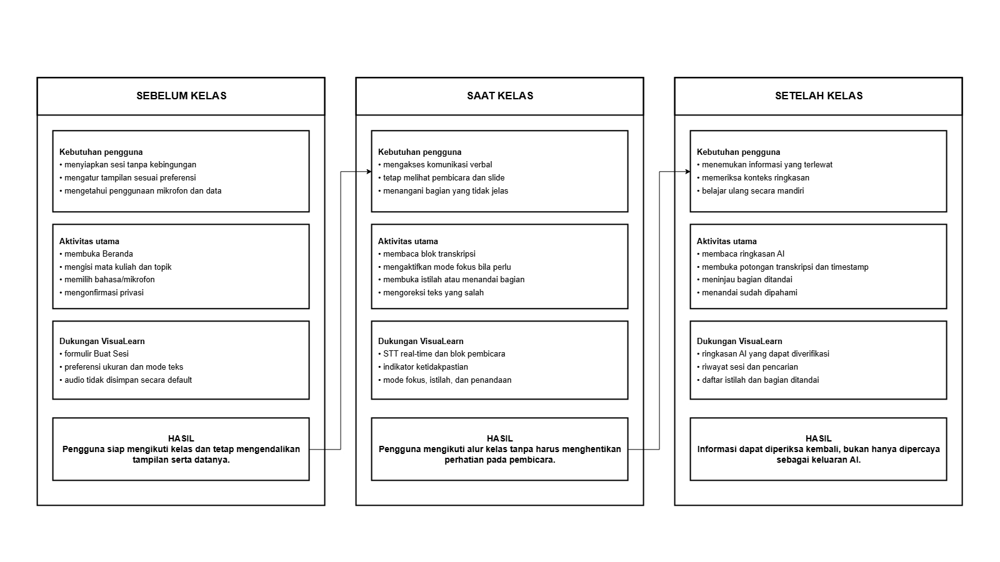 SEBELUM KELAS
Kebutuhan pengguna
• menyiapkan sesi tanpa kebingungan
• mengatur tampilan sesuai preferensi
• mengetahui penggunaan mikrofon dan data
Aktivitas utama
• membuka Beranda
• mengisi mata kuliah dan topik
• memilih bahasa/mikrofon
• mengonfirmasi privasi
Dukungan VisuaLearn
• formulir Buat Sesi
• preferensi ukuran dan mode teks
• audio tidak disimpan secara default
HASIL
Pengguna siap mengikuti kelas dan tetap mengendalikan
tampilan serta datanya.
SAAT KELAS
Kebutuhan pengguna
• mengakses komunikasi verbal
• tetap melihat pembicara dan slide
• menangani bagian yang tidak jelas
Aktivitas utama
• membaca blok transkripsi
• mengaktifkan mode fokus bila perlu
• membuka istilah atau menandai bagian
• mengoreksi teks yang salah
Dukungan VisuaLearn
• STT real-time dan blok pembicara
• indikator ketidakpastian
• mode fokus, istilah, dan penandaan
HASIL
Pengguna mengikuti alur kelas tanpa harus menghentikan
perhatian pada pembicara.
SETELAH KELAS
Kebutuhan pengguna
• menemukan informasi yang terlewat
• memeriksa konteks ringkasan
• belajar ulang secara mandiri
Aktivitas utama
• membaca ringkasan AI
• membuka potongan transkripsi dan timestamp
• meninjau bagian ditandai
• menandai sudah dipahami
Dukungan VisuaLearn
• ringkasan AI yang dapat diverifikasi
• riwayat sesi dan pencarian
• daftar istilah dan bagian ditandai
HASIL
Informasi dapat diperiksa kembali, bukan hanya dipercaya
sebagai keluaran AI.